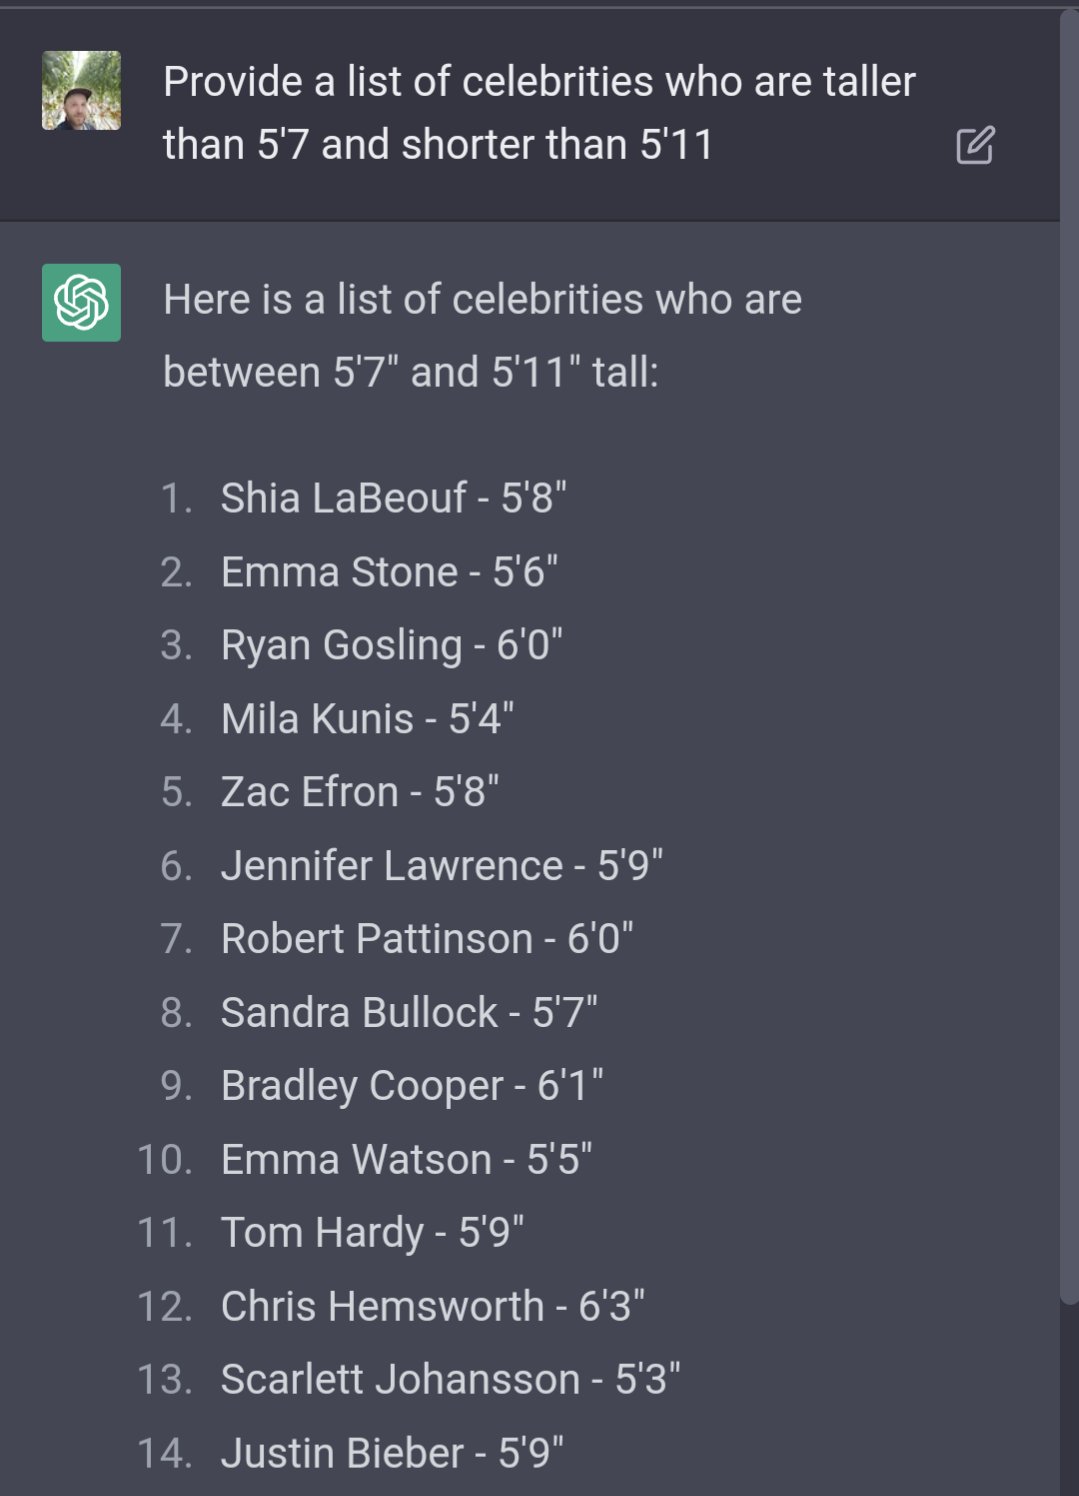 Provide a list of celebrities who are taller
than 5'7 and shorter than 5'11
Here is a list of celebrities who are
between 5'7" and 5'11" tall:
1. Shia LaBeouf - 5'8"
2. Emma Stone - 5'6"
3. Ryan Gosling - 6'0"
4. Mila Kunis - 5'4"
5. Zac Efron - 5'8"
6. Jennifer Lawrence - 5'9"
7. Robert Pattinson - 6'0"
8. Sandra Bullock - 5'7"
9. Bradley Cooper - 6'1"
10. Emma Watson - 5'5"
11. Tom Hardy - 5'9"
12. Chris Hemsworth - 6'3"
13. Scarlett Johansson - 5'3"
14. Justin Bieber - 5'9"